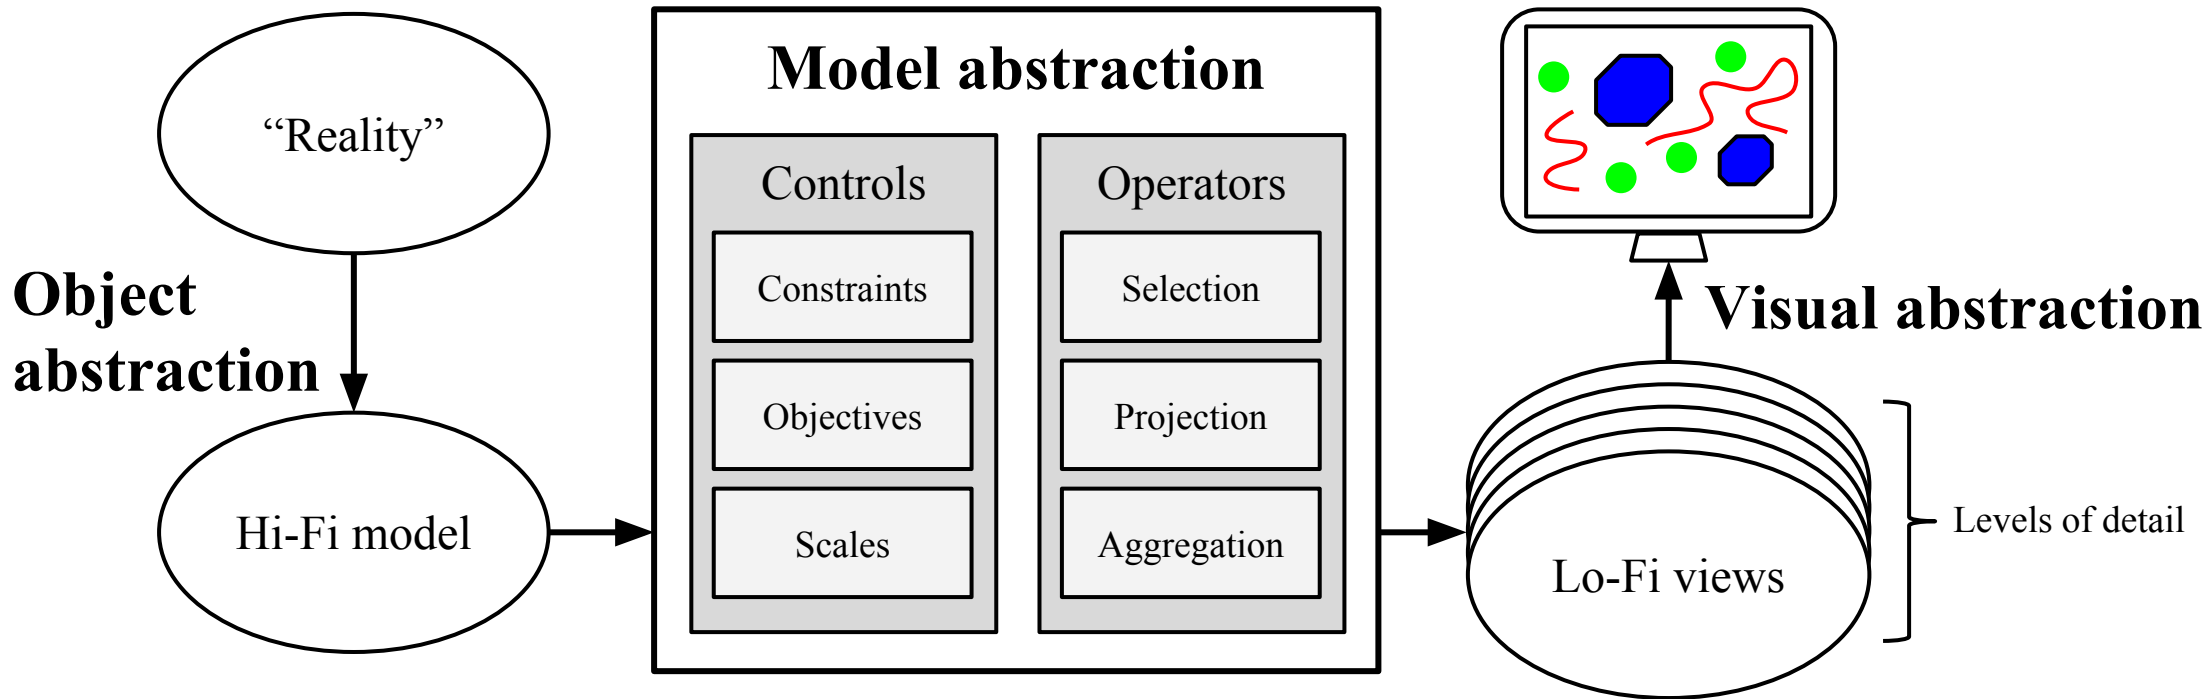 “Reality”
Object
abstraction
Hi-Fi model
Model abstraction
Controls
Constraints
Objectives
Scales
Operators
Selection
Projection
Aggregation
Visual abstraction
Lo-Fi views
Levels of detail